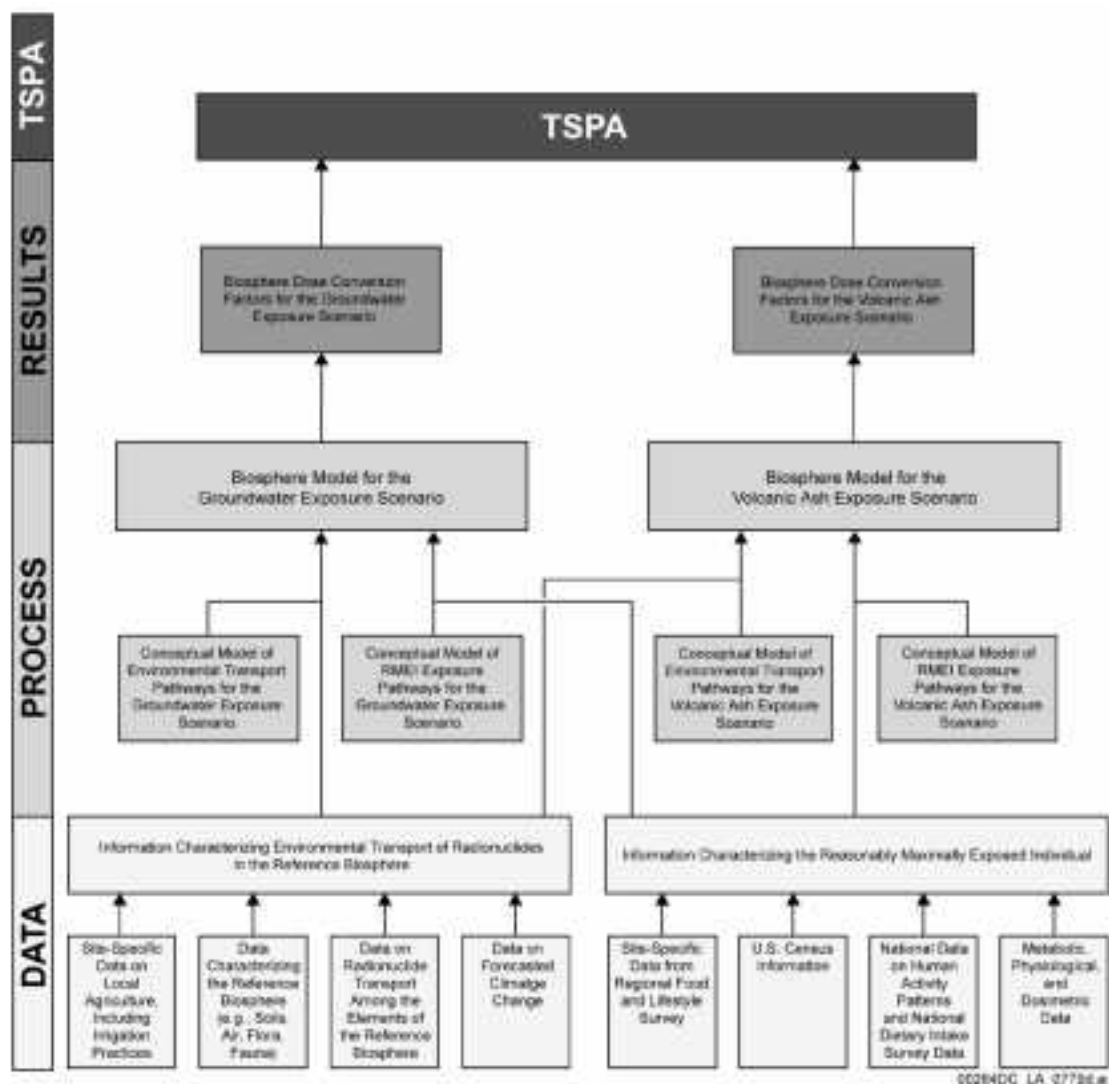 TSPA
TSPA
RESULTS
Biosphere Dose Conversion
Factors for the Groundwater
Exposure Scenario
Biosphere Dose Conversion
Factors for the Volcanic Ash
Exposure Scenario
PROCESS
Biosphere Model for the
Groundwater Exposure Scenario
Biosphere Model for the
Volcanic Ash Exposure Scenario
Conceptual Model of
Environmental Transport
Pathways for the
Groundwater Exposure
Scenario
Conceptual Model of
RMEI Exposure
Pathways for the
Groundwater Exposure
Scenario
Conceptual Model of
Environmental Transport
Pathways for the
Volcanic Ash Exposure
Scenario
Conceptual Model of
RMEI Exposure
Pathways for the
Volcanic Ash Exposure
Scenario
DATA
Information Characterizing Environmental Transport of Radionuclides
in the Reference Biosphere
Information Characterizing the Reasonably Maximally Exposed Individual
Site-Specific
Data on
Local
Agriculture,
Including
Irrigation
Practices
Data
Characterizing
the Reference
Biosphere
(e.g., Soils,
Air, Flora,
Fauna)
Data on
Radionuclide
Transport
Among the
Elements of
the Reference
Biosphere
Data on
Forecasted
Climatge
Change
Site-Specific
Data from
Regional Food
and Lifestyle
Survey
U.S. Census
Information
National Data
on Human
Activity
Patterns
and National
Dietary Intake
Survey Data
Metabolic,
Physiological,
and
Dosimetric
Data